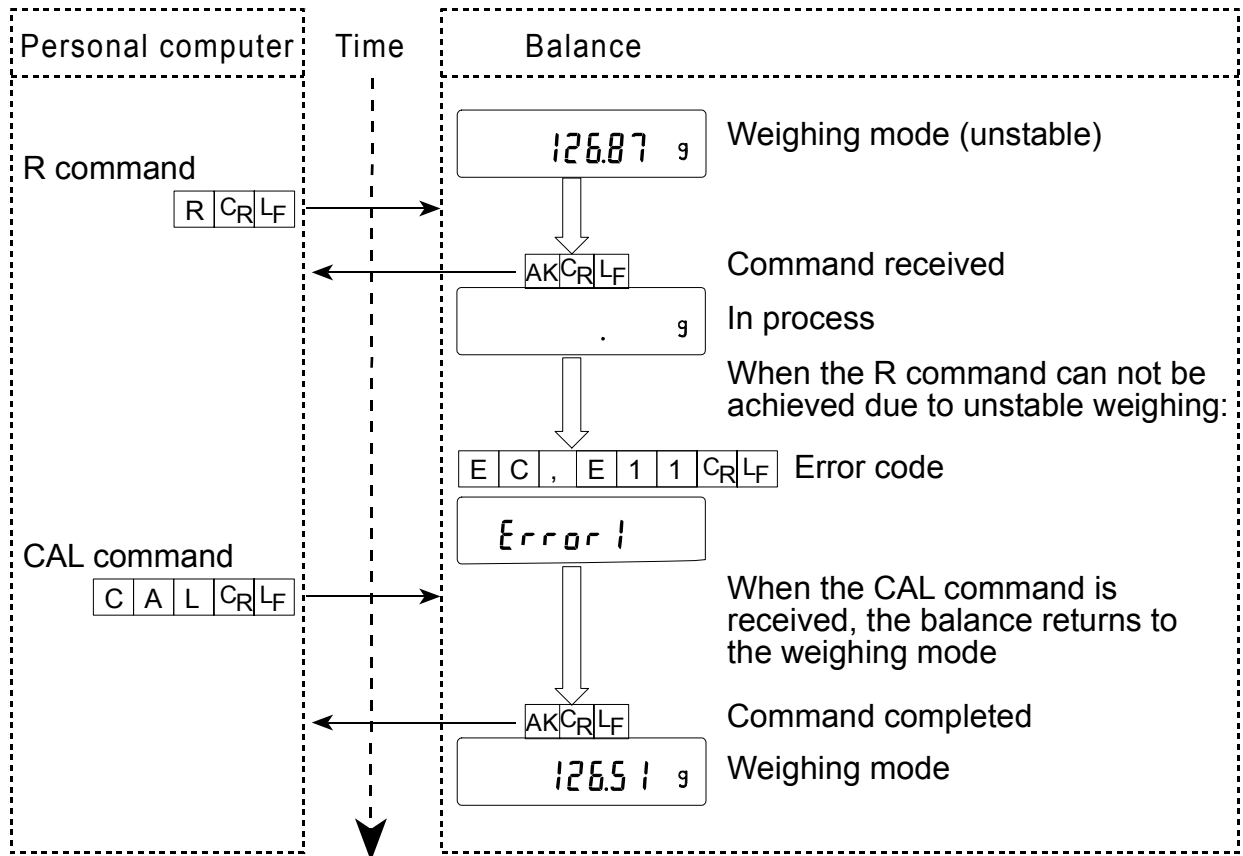 Personal computer Time Balance
126.87 g Weighing mode (unstable)
R command
R CR LF
AK CR LF Command received
. g In process
When the R command can not be
achieved due to unstable weighing:
E C , E 1 1 CR LF Error code
Error 1
CAL command
C A L CR LF
When the CAL command is
received, the balance returns to
the weighing mode
AK CR LF Command completed
126.51 g Weighing mode